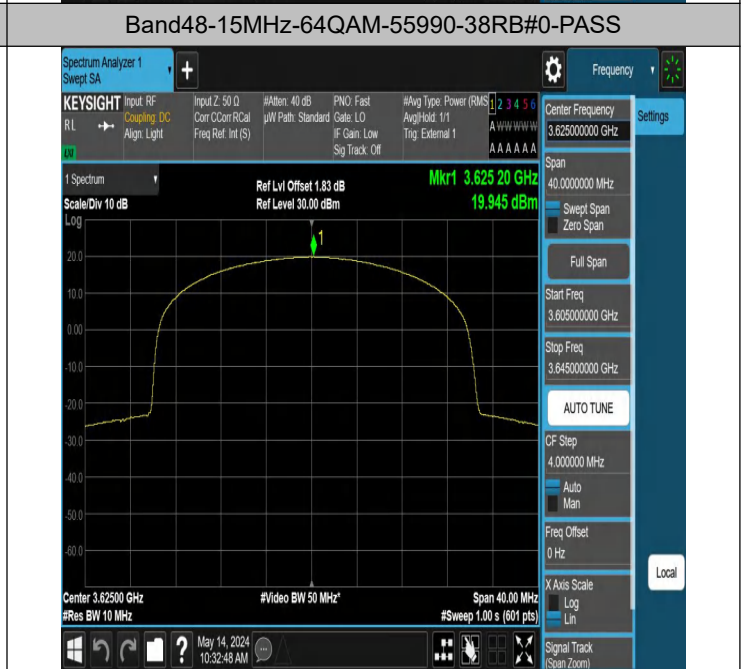 Band48-15MHz-64QAM-55990-38RB#0-PASS
Spectrum Analyzer 1
Swept SA
Frequency
KEYSIGHT
RL
Input: RF
Coupling: DC
Align: Light
Input Z: 50 Ω
Corr CCorr RCal
Freq Ref: Int (S)
#Atten: 40 dB
µW Path: Standard
PNO: Fast
Gate: LO
IF Gain: Low
Sig Track: Off
#Avg Type: Power (RMS
Avg|Hold: 1/1
Trig: External 1
1 2 3 4 5 6
A W W W W W
A A A A A A
1 Spectrum
Scale/Div 10 dB
Log
Ref Lvl Offset 1.83 dB
Ref Level 30.00 dBm
Mkr1 3.625 20 GHz
19.945 dBm
1
20.0
10.0
0.00
-10.0
-20.0
-30.0
-40.0
-50.0
-60.0
Center 3.62500 GHz
#Res BW 10 MHz
#Video BW 50 MHz*
Span 40.00 MHz
#Sweep 1.00 s (601 pts)
Center Frequency
3.625000000 GHz
Settings
Span
40.0000000 MHz
Swept Span
Zero Span
Full Span
Start Freq
3.605000000 GHz
Stop Freq
3.645000000 GHz
AUTO TUNE
CF Step
4.000000 MHz
Auto
Man
Freq Offset
0 Hz
X Axis Scale
Log
Lin
Local
Signal Track
(Span Zoom)
?
May 14, 2024
10:32:48 AM